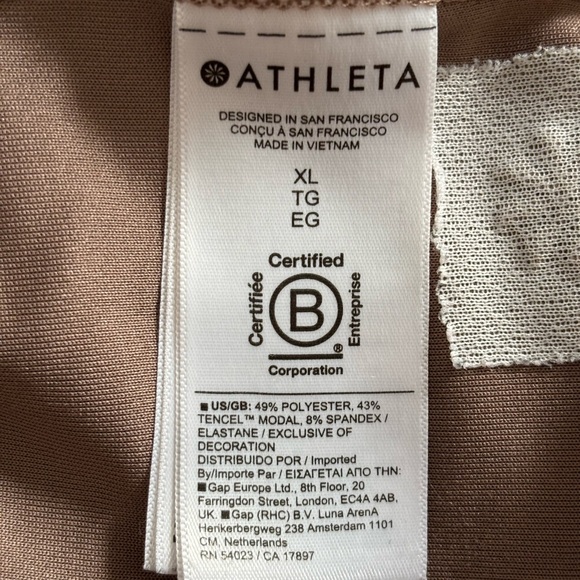 ATHLETA
DESIGNED IN SAN FRANCISCO
CONÇU À SAN FRANCISCO
MADE IN VIETNAM
XL
TG
EG
Certified
Certifiée
B
Entreprise
®
Corporation
■ US/GB: 49% POLYESTER, 43%
TENCEL™ MODAL, 8% SPANDEX /
ELASTANE / EXCLUSIVE OF
DECORATION
DISTRIBUIDO POR / Imported
By/Importe Par / ΕΙΣΑΓΕΤΑΙ ΑΠΟ ΤΗΝ:
■Gap Europe Ltd., 8th Floor, 20
Farringdon Street, London, EC4A 4AB,
UK. ■Gap (RHC) B.V. Luna ArenA
Herikerbergweg 238 Amsterdam 1101
CM, Netherlands
RN 54023 / CA 17897